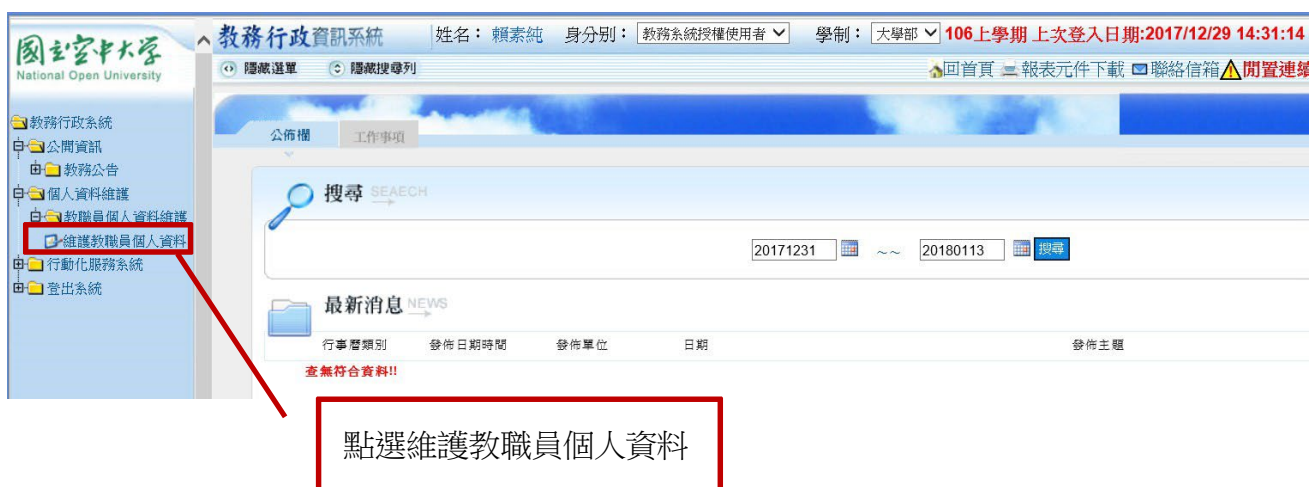 國立空中大學
National Open University
教務行政資訊系統 姓名：賴素純 身分別：教務系統授權使用者 學制：大學部 106上學期 上次登入日期:2017/12/29 14:31:14
隱藏選單 隱藏搜尋列 回首頁 報表元件下載 聯絡信箱 閒置連續
教務行政系統
公開資訊
教務公告
個人資料維護
教職員個人資料維護
維護教職員個人資料
行動化服務系統
登出系統
公佈欄 工作事項
搜尋 SEAECH
20171231 ~~ 20180113 搜尋
最新消息 NEWS
行事曆類別 發佈日期時間 發佈單位 日期 發佈主題
查無符合資料!!
點選維護教職員個人資料